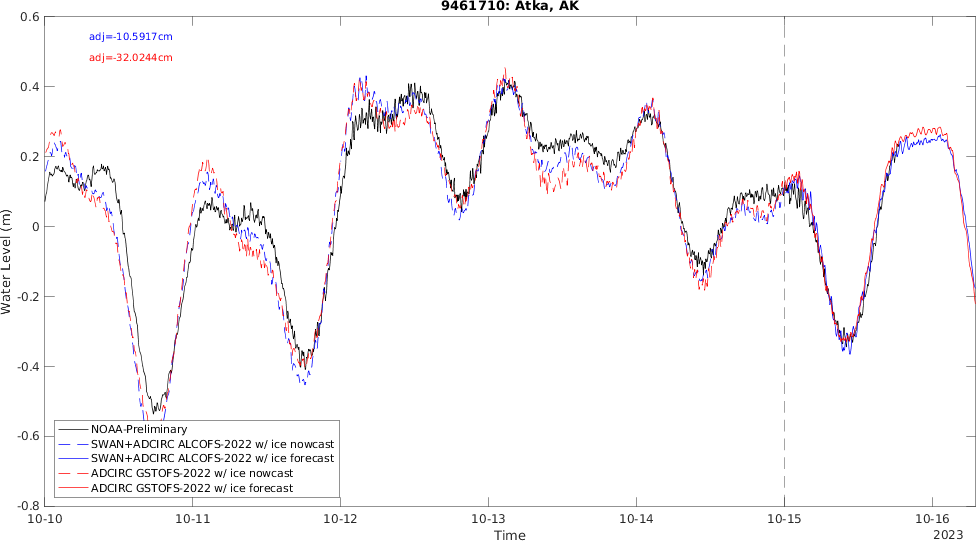 9461710: Atka, AK
adj=-10.5917cm
adj=-32.0244cm
Water Level (m)
0.6
0.4
0.2
0
-0.2
-0.4
-0.6
-0.8
NOAA-Preliminary
SWAN+ADCIRC ALCOFS-2022 w/ ice nowcast
SWAN+ADCIRC ALCOFS-2022 w/ ice forecast
ADCIRC GSTOFS-2022 w/ ice nowcast
ADCIRC GSTOFS-2022 w/ ice forecast
10-10 10-11 10-12 10-13 10-14 10-15 10-16
Time
2023